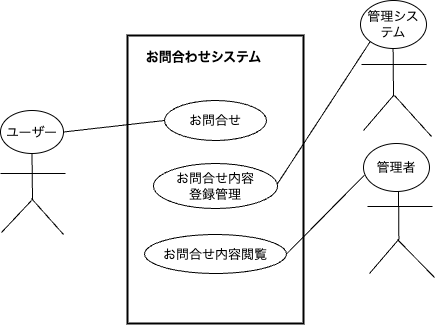 管理シス
テム
お問合わせシステム
お問合せ
ユーザー
管理者
お問合せ内容
登録管理
お問合せ内容閲覧